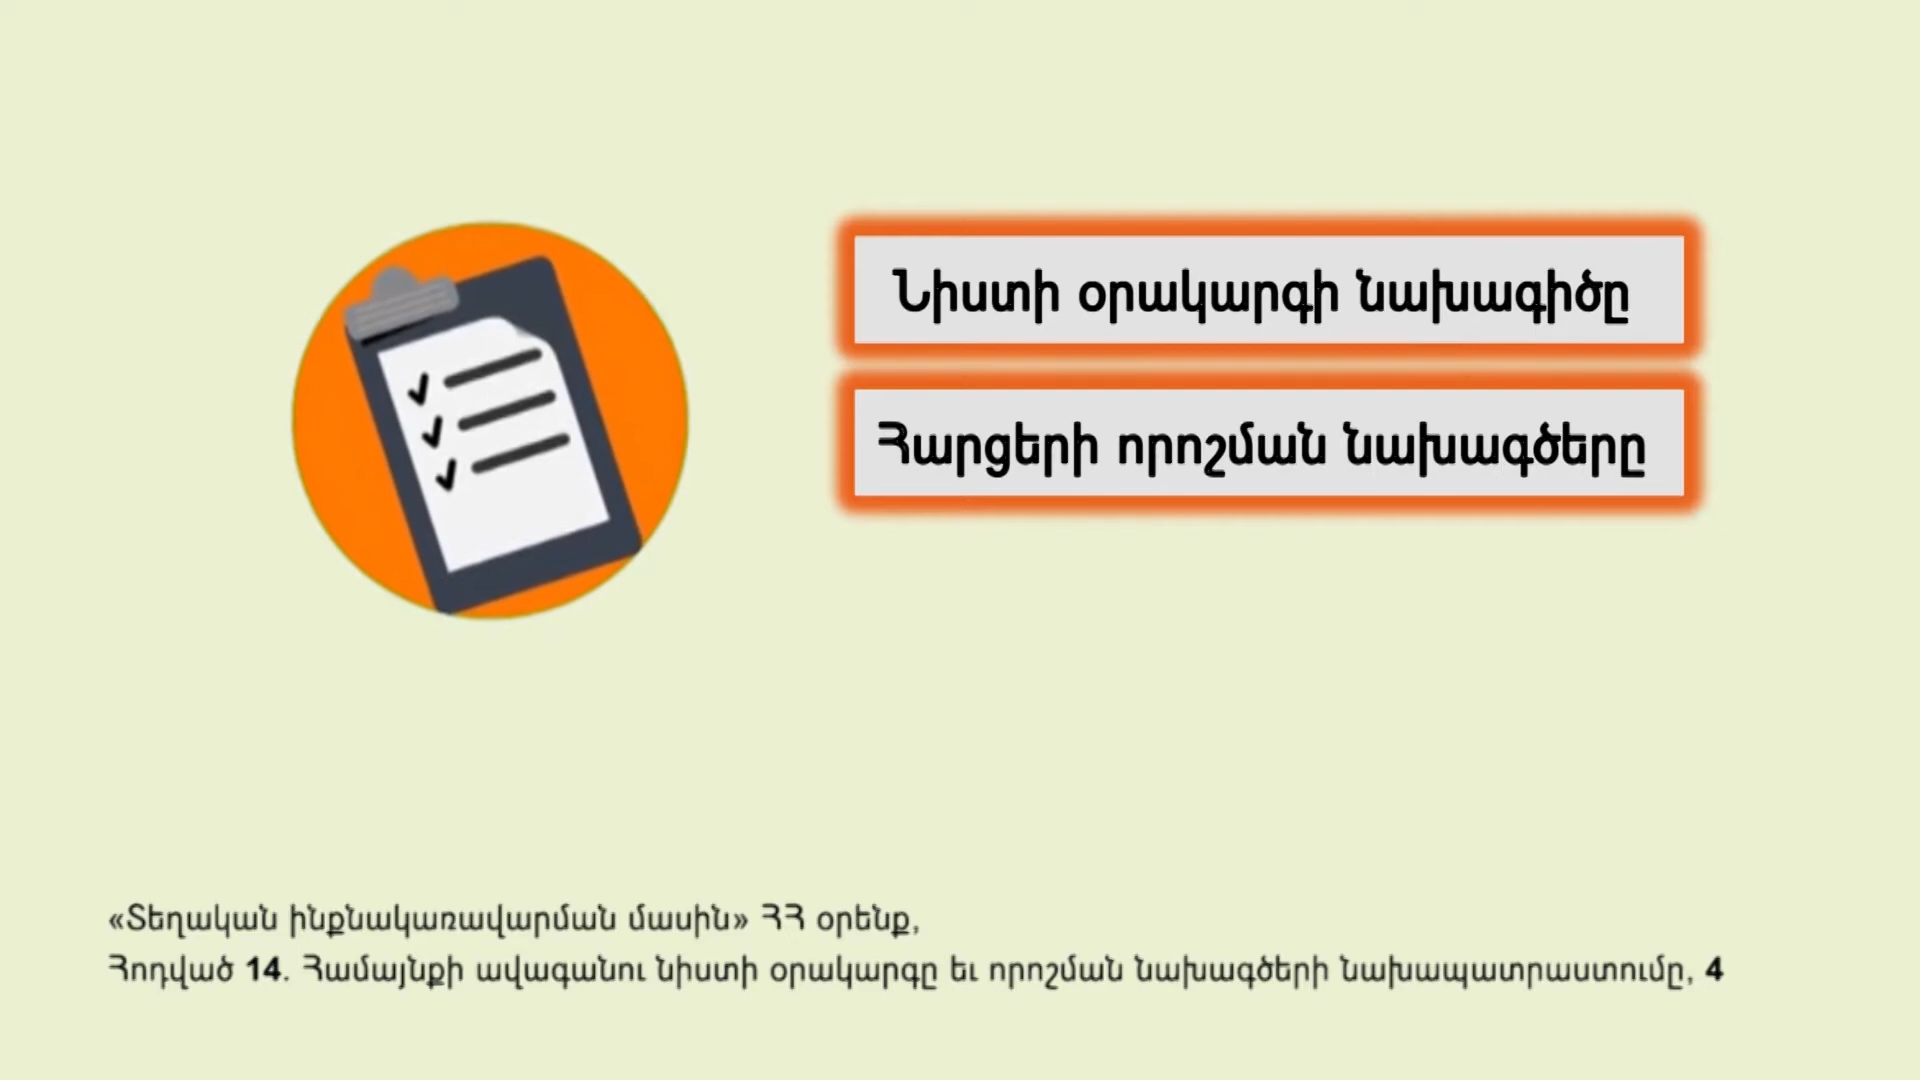 Նիստի օրակարգի նախագիծը
Հարցերի որոշման նախագծերը
«Տեղական ինքնակառավարման մասին» ՀՀ օրենք,
Հոդված 14. Համայնքի ավագանու նիստի օրակարգը եւ որոշման նախագծերի նախապատրաստումը, 4